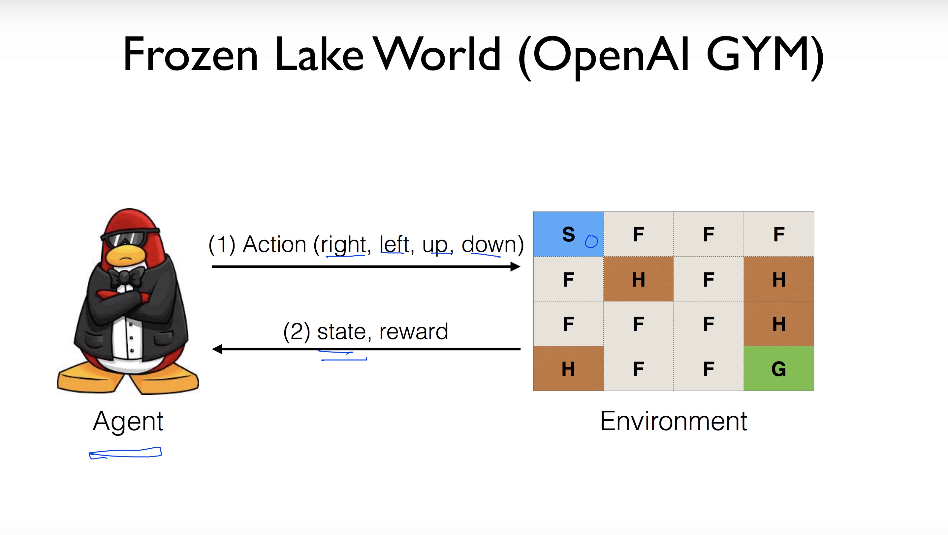 Frozen Lake World (OpenAI GYM)
(1) Action (right, left, up, down)
(2) state, reward
S F F F
F H F H
F F F H
H F F G
Agent
Environment